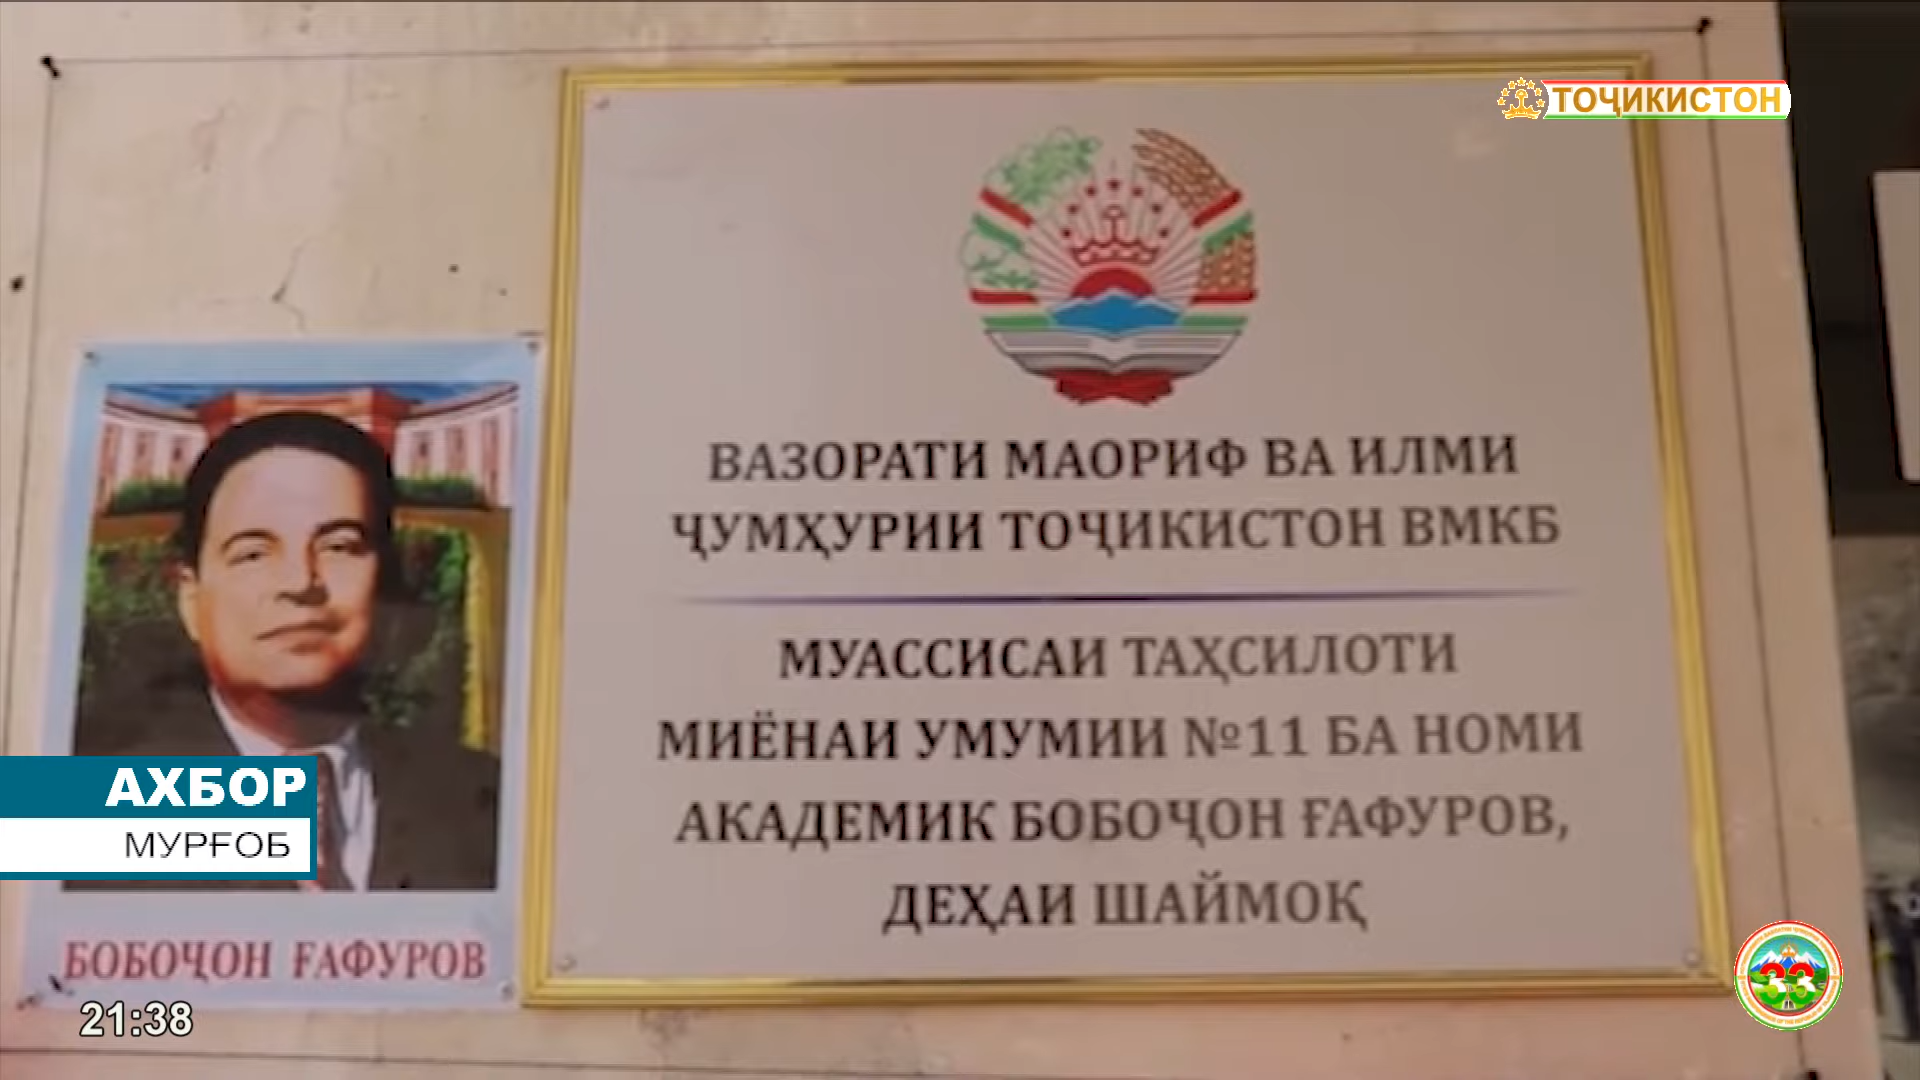 ТОҶИКИСТОН
ВАЗОРАТИ МАОРИФ ВА ИЛМИ
ҶУМҲУРИИ ТОҶИКИСТОН ВМКБ
МУАССИСАИ ТАҲСИЛОТИ
МИЁНАИ УМУМИИ №11 БА НОМИ
АКАДЕМИК БОБОҶОН ҒАФУРОВ,
ДЕҲАИ ШАЙМОҚ
АХБОР
МУРҒОБ
БОБОҶОН ҒАФУРОВ
21:38
33